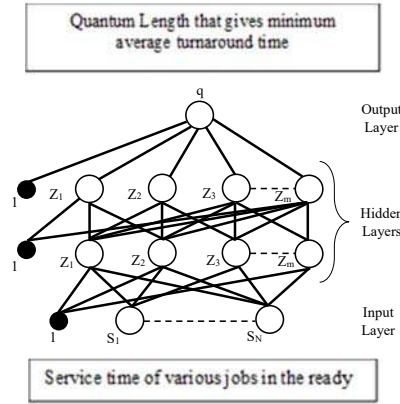 Quantum Length that gives minimum
average turnaround time
q
Output
Layer
1
Z1
Z2
Z3
Zm
Hidden
Layers
1
Z1
Z2
Z3
Zm
1
S1
SN
Input
Layer
Service time of various jobs in the ready